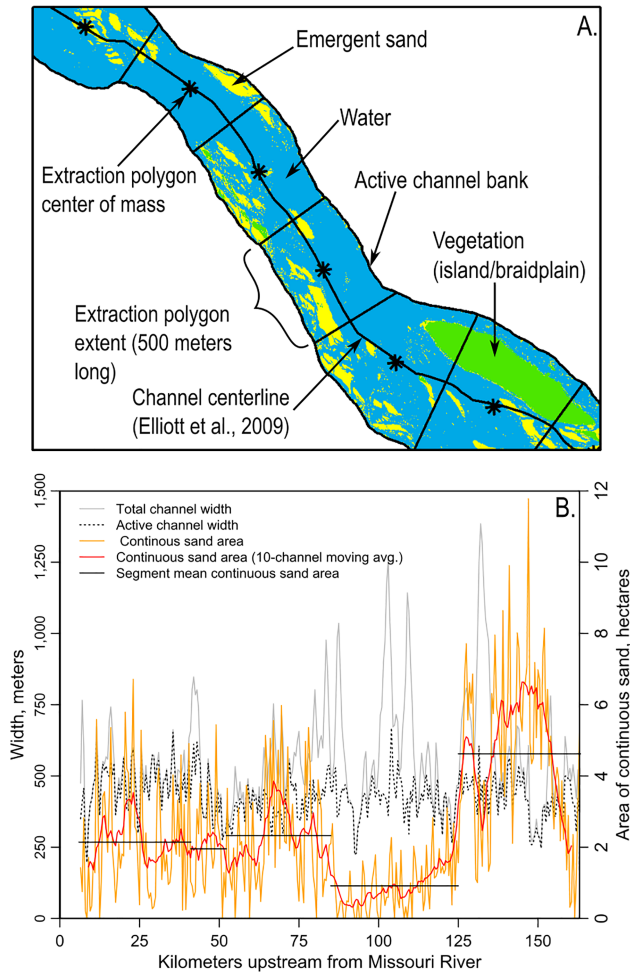 A.
Emergent sand
Water
Extraction polygon
center of mass
Active channel bank
Vegetation
(island/braidplain)
Extraction polygon
extent (500 meters
long)
Channel centerline
(Elliott et al., 2009)
B.
Total channel width
Active channel width
Continous sand area
Continuous sand area (10-channel moving avg.)
Segment mean continuous sand area
Width, meters
0
250
500
750
1,000
1,250
1,500
Area of continuous sand, hectares
0
2
4
6
8
10
12
0
25
50
75
100
125
150
Kilometers upstream from Missouri River